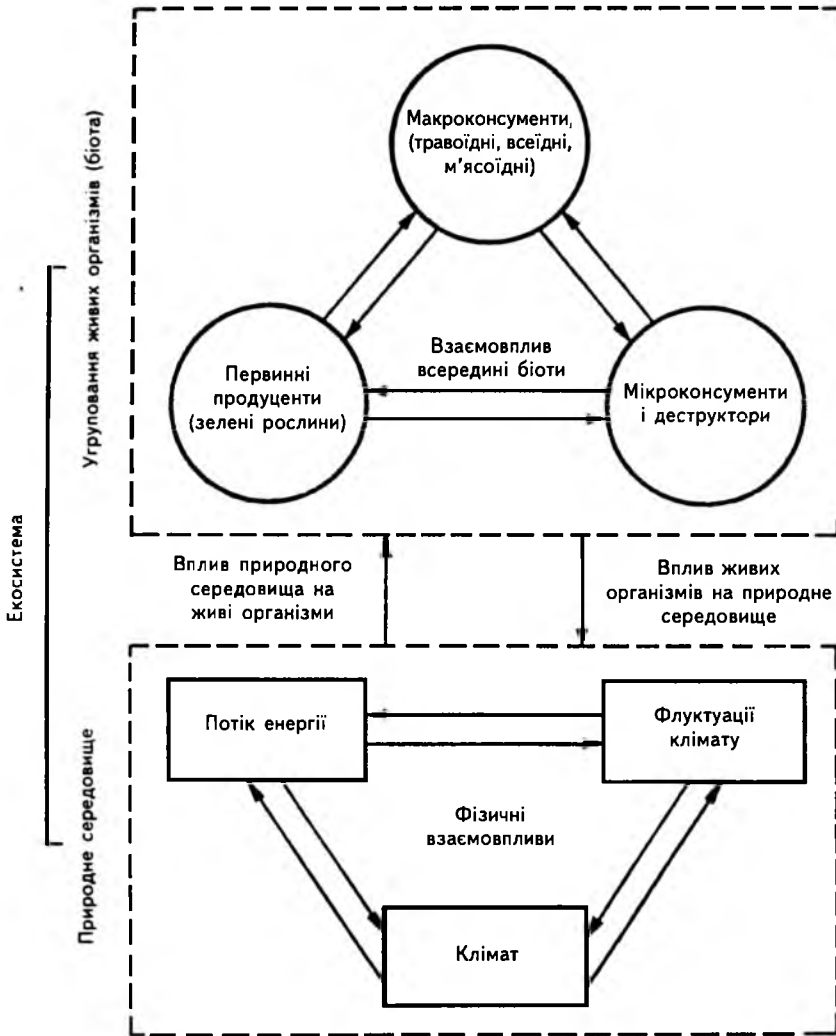 Екосистема
Угруповання живих організмів (біота)
Макроконсументи,
(травоїдні, всеїдні,
м'ясоїдні)
Первинні
продуценти
(зелені рослини)
Взаємовплив
всередині біоти
Мікроконсументи
і деструктори
Вплив природного
середовища на
живі організми
Вплив живих
організмів на природне
середовище
Природне середовище
Потік енергії
Флуктуації
клімату
Фізичні
взаємовпливи
Клімат